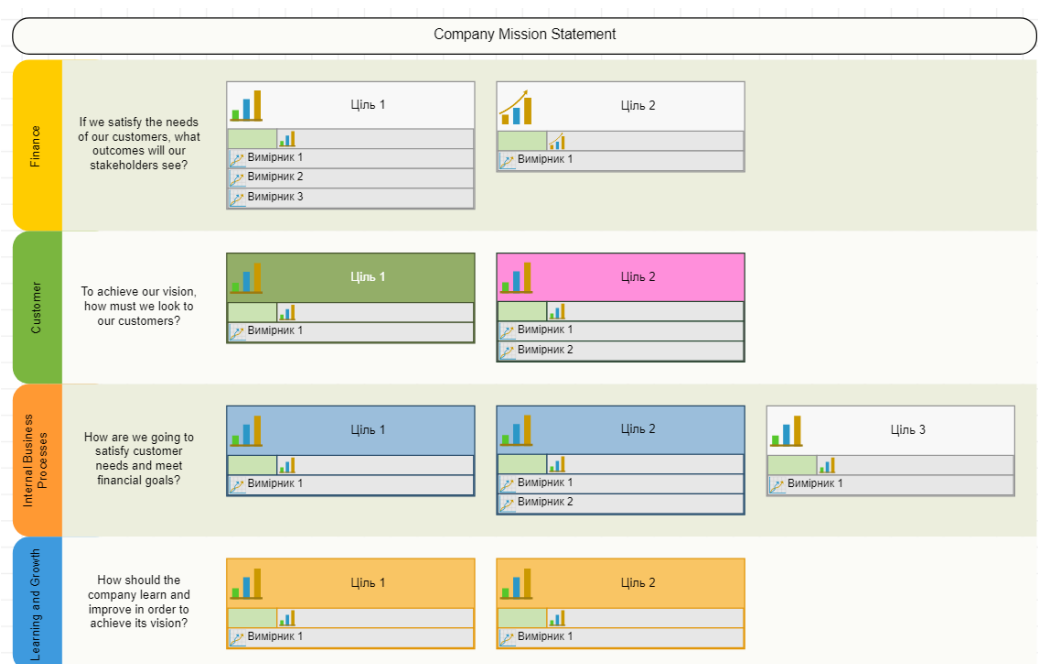 Company Mission Statement
Finance
If we satisfy the needs
of our customers, what
outcomes will our
stakeholders see?
Ціль 1
Вимірник 1
Вимірник 2
Вимірник 3
Ціль 2
Вимірник 1
Customer
To achieve our vision,
how must we look to
our customers?
Ціль 1
Вимірник 1
Ціль 2
Вимірник 1
Вимірник 2
Internal Business
Processes
How are we going to
satisfy customer
needs and meet
financial goals?
Ціль 1
Вимірник 1
Ціль 2
Вимірник 1
Вимірник 2
Ціль 3
Вимірник 1
Learning and Growth
How should the
company learn and
improve in order to
achieve its vision?
Ціль 1
Вимірник 1
Ціль 2
Вимірник 1